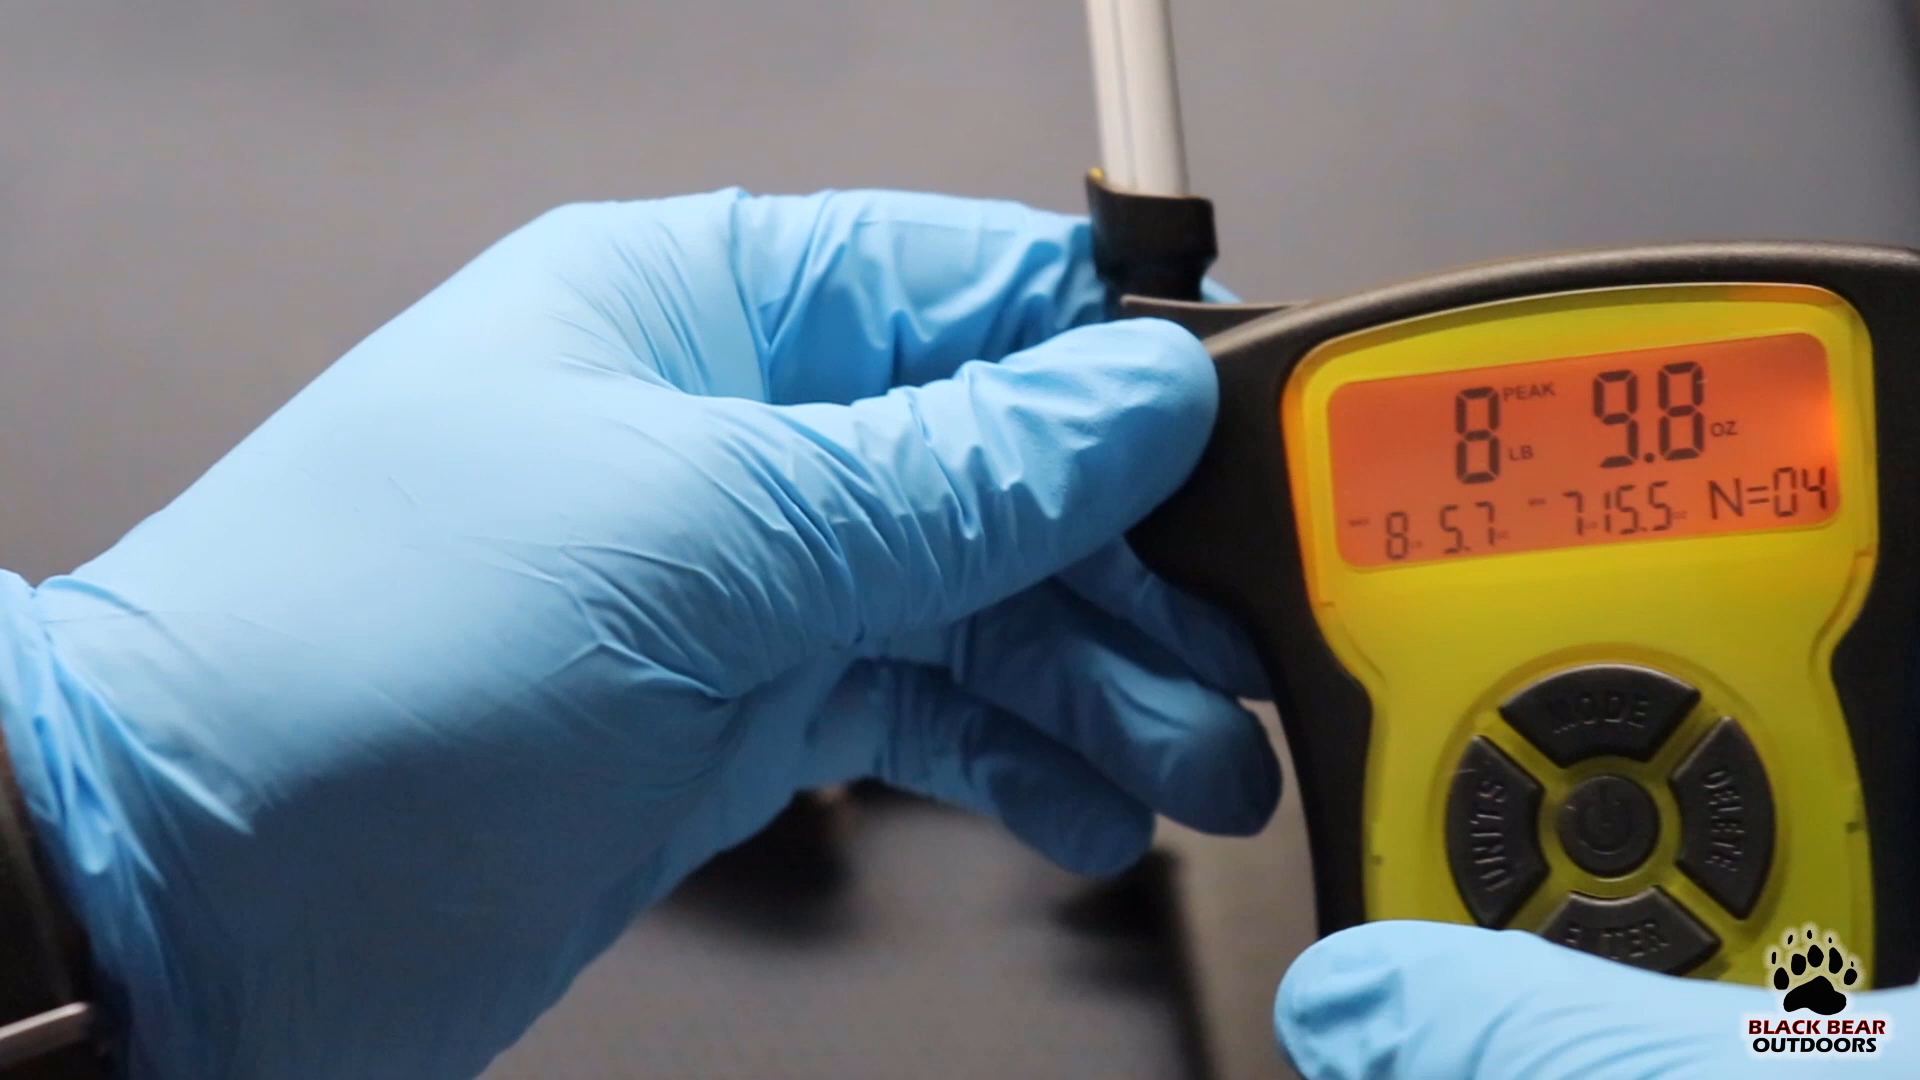 8 LB PEAK 9.8 OZ
8 5.7 7 15.5 N=04
MODE
UNITS
DELETE
ENTER
BLACK BEAR
OUTDOORS